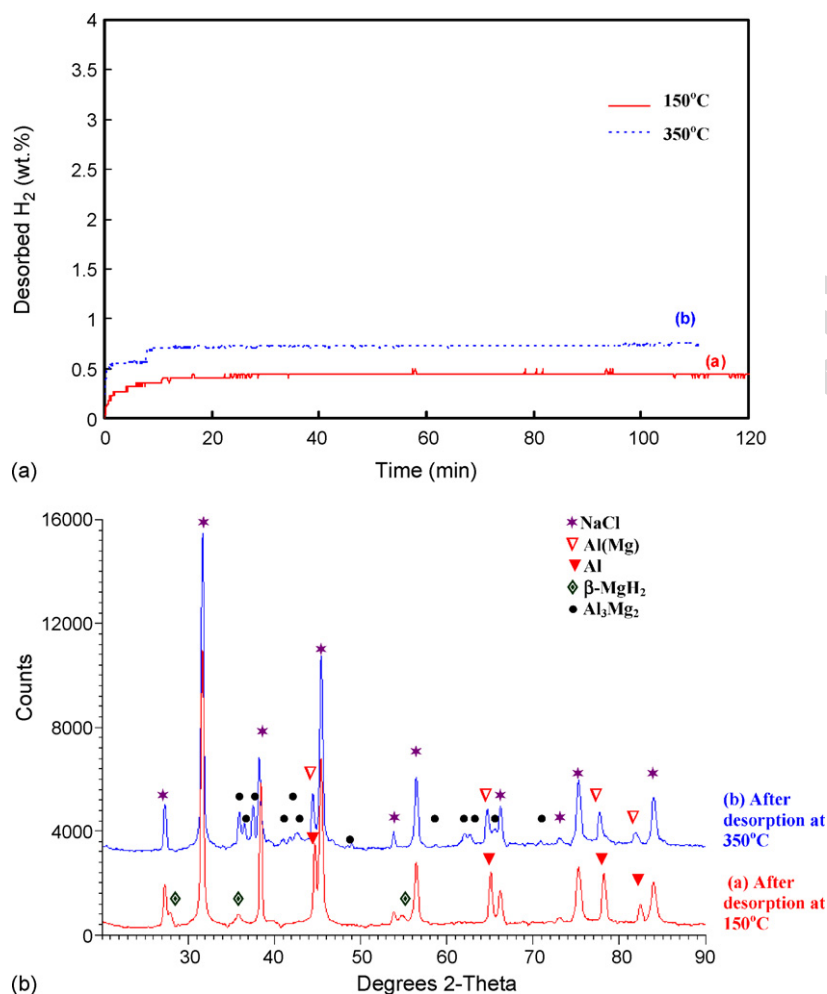 4
3.5
3
2.5
2
1.5
1
0.5
0
Desorbed H₂ (wt.%)
150°C
350°C
(b)
(a)
0 20 40 60 80 100 120
Time (min)
(a)
16000
12000
8000
4000
0
Counts
NaCl
Al(Mg)
Al
β-MgH₂
Al₃Mg₂
(b) After
desorption at
350°C
(a) After
desorption at
150°C
20 30 40 50 60 70 80 90
Degrees 2-Theta
(b)